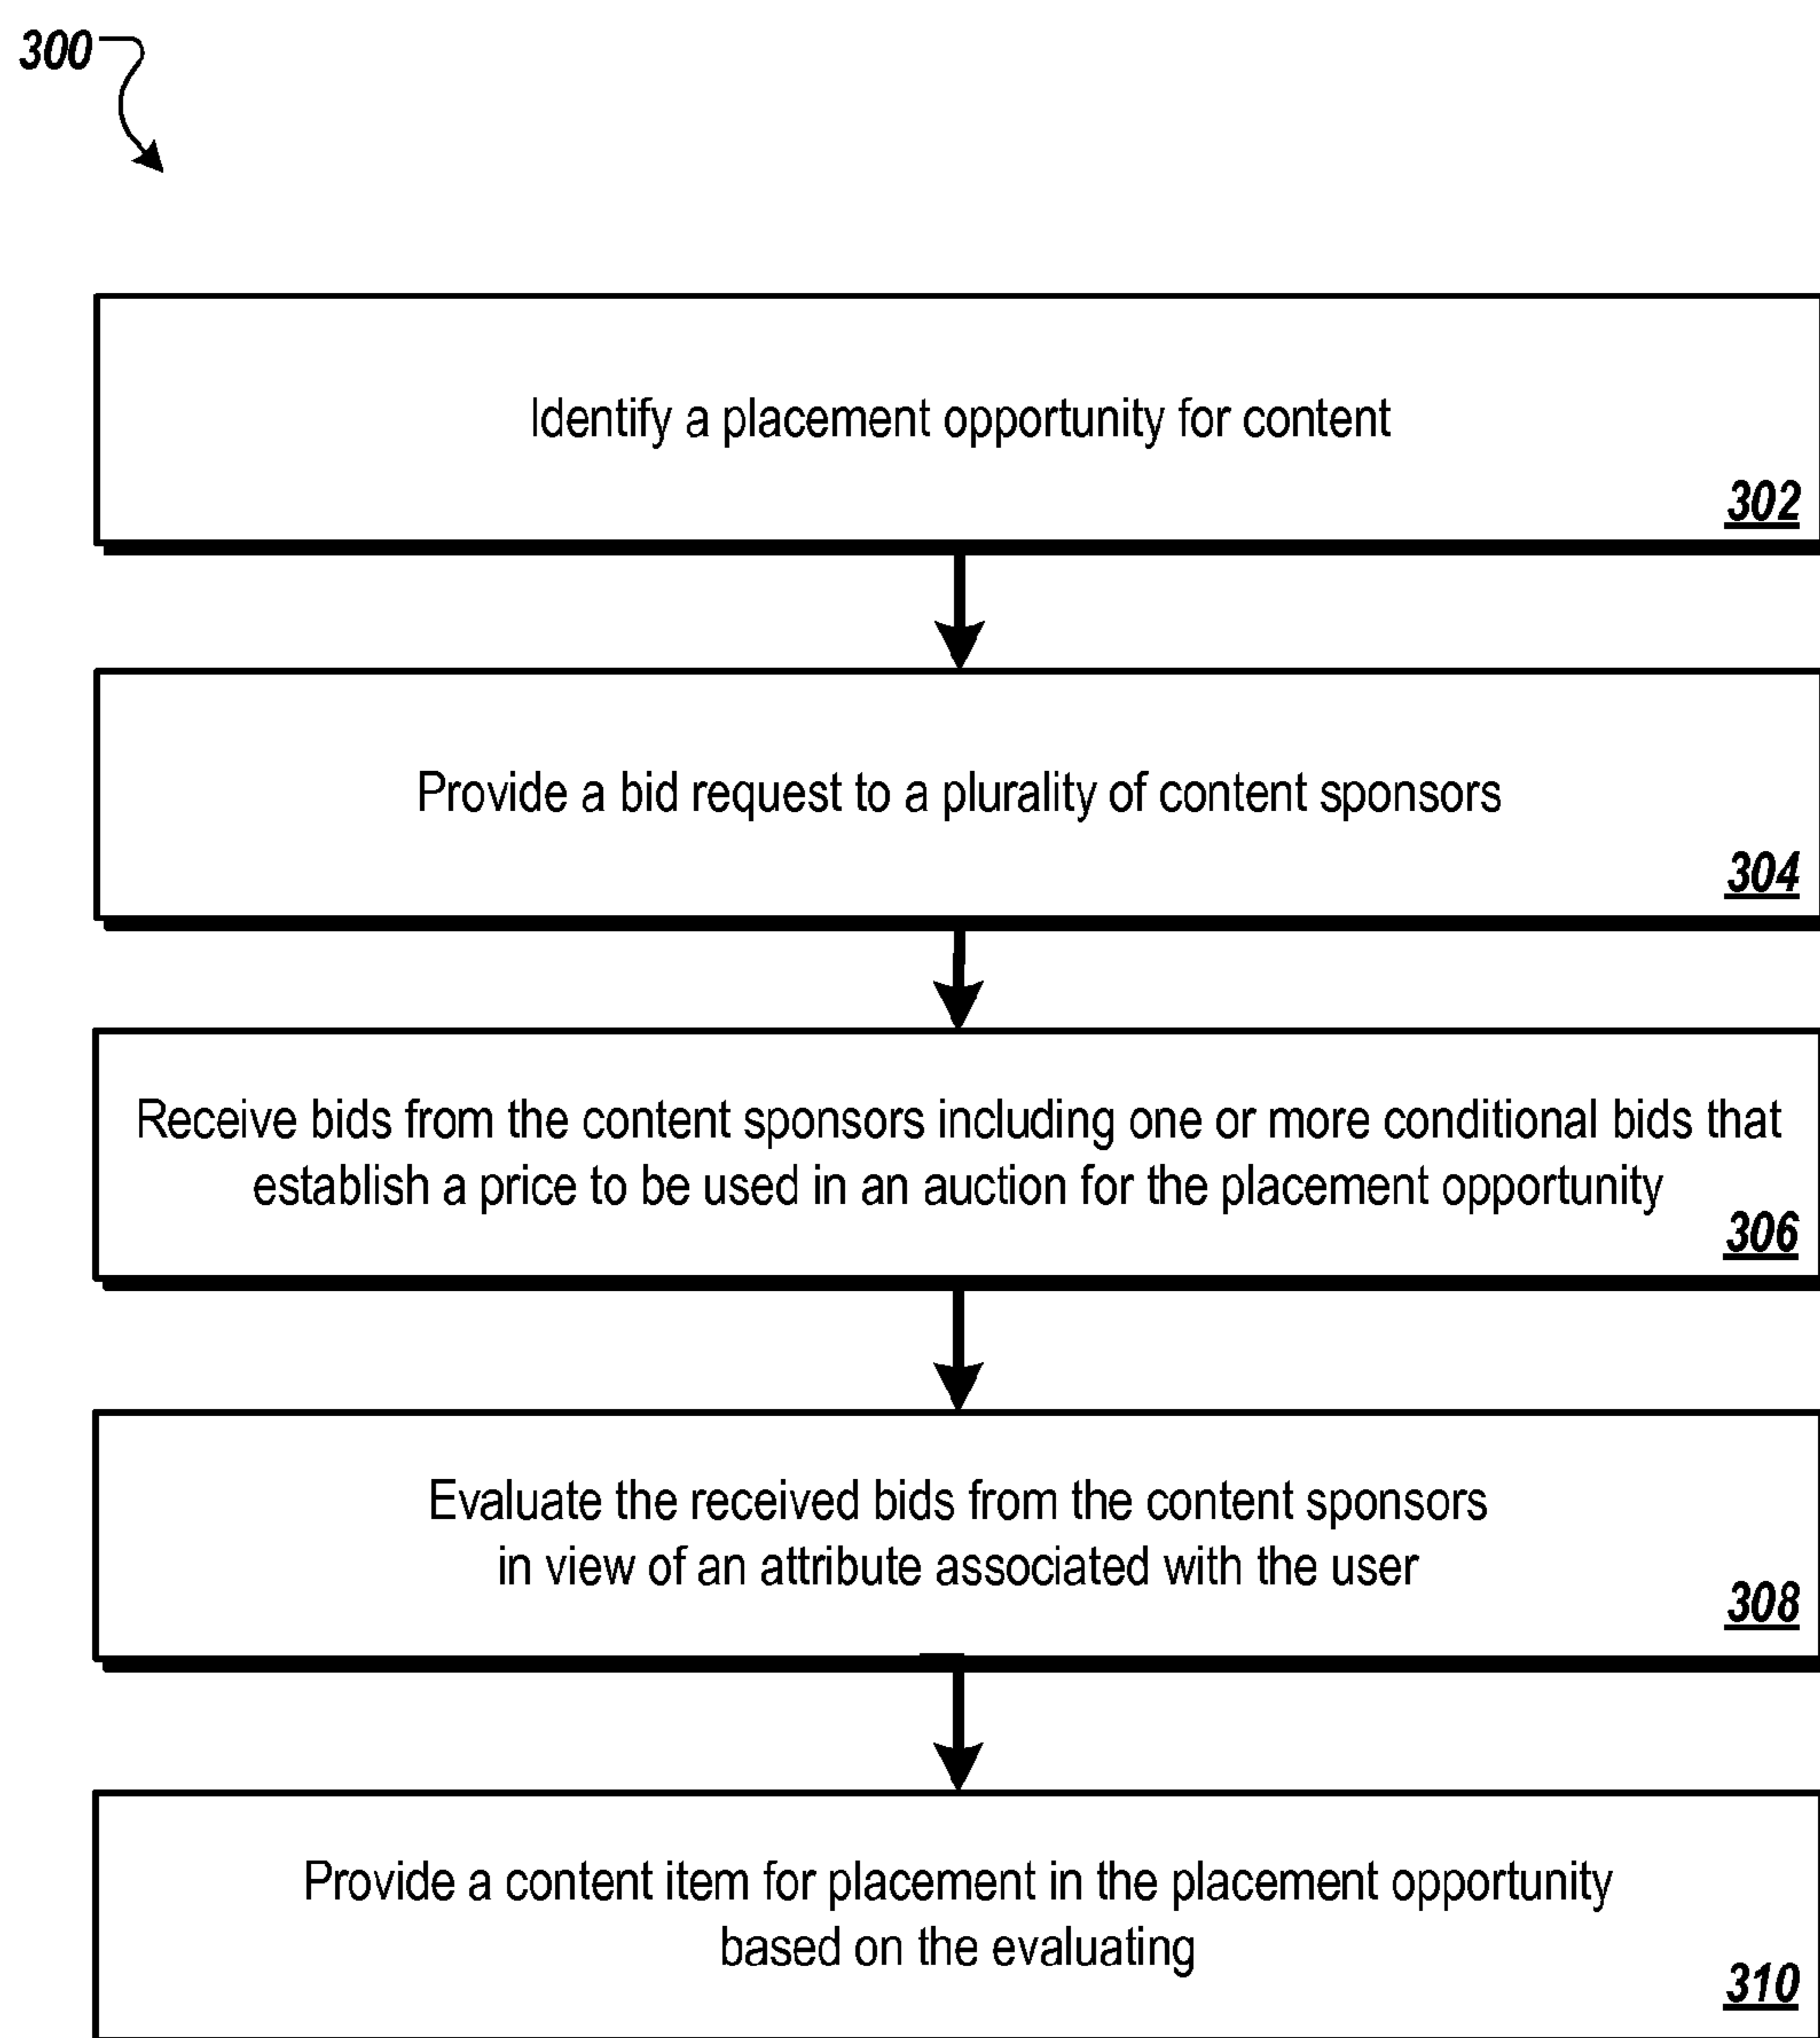 300
Identify a placement opportunity for content
302
Provide a bid request to a plurality of content sponsors
304
Receive bids from the content sponsors including one or more conditional bids that
establish a price to be used in an auction for the placement opportunity
306
Evaluate the received bids from the content sponsors
in view of an attribute associated with the user
308
Provide a content item for placement in the placement opportunity
based on the evaluating
310